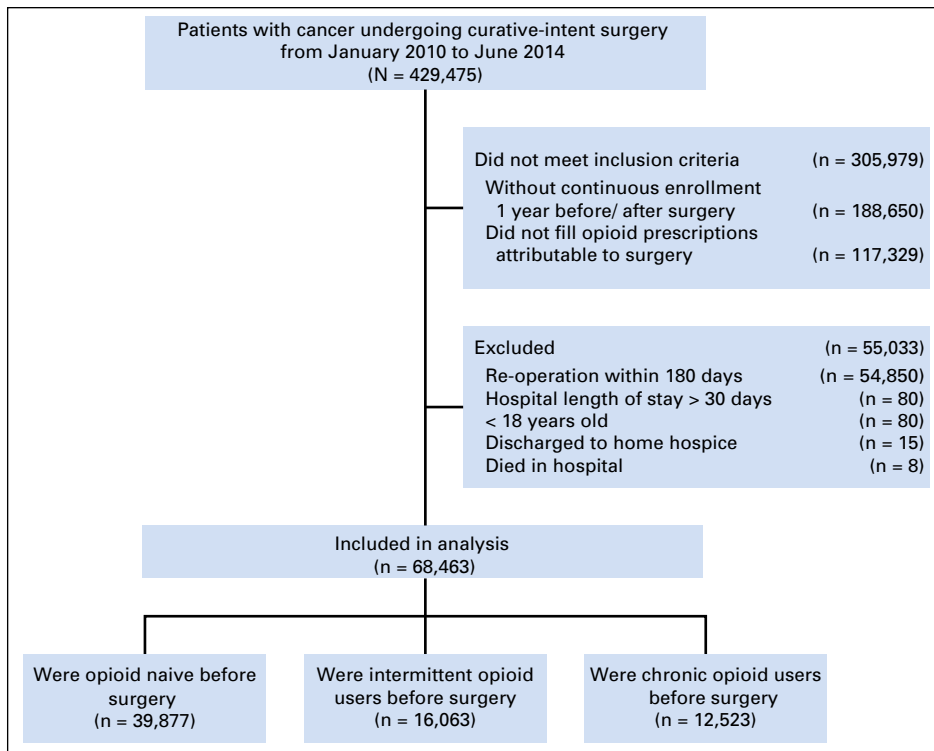 Patients with cancer undergoing curative-intent surgery
from January 2010 to June 2014
(N = 429,475)
Did not meet inclusion criteria (n = 305,979)
Without continuous enrollment
1 year before/ after surgery (n = 188,650)
Did not fill opioid prescriptions
attributable to surgery (n = 117,329)
Excluded (n = 55,033)
Re-operation within 180 days (n = 54,850)
Hospital length of stay > 30 days (n = 80)
< 18 years old (n = 80)
Discharged to home hospice (n = 15)
Died in hospital (n = 8)
Included in analysis
(n = 68,463)
Were opioid naive before
surgery
(n = 39,877)
Were intermittent opioid
users before surgery
(n = 16,063)
Were chronic opioid users
before surgery
(n = 12,523)